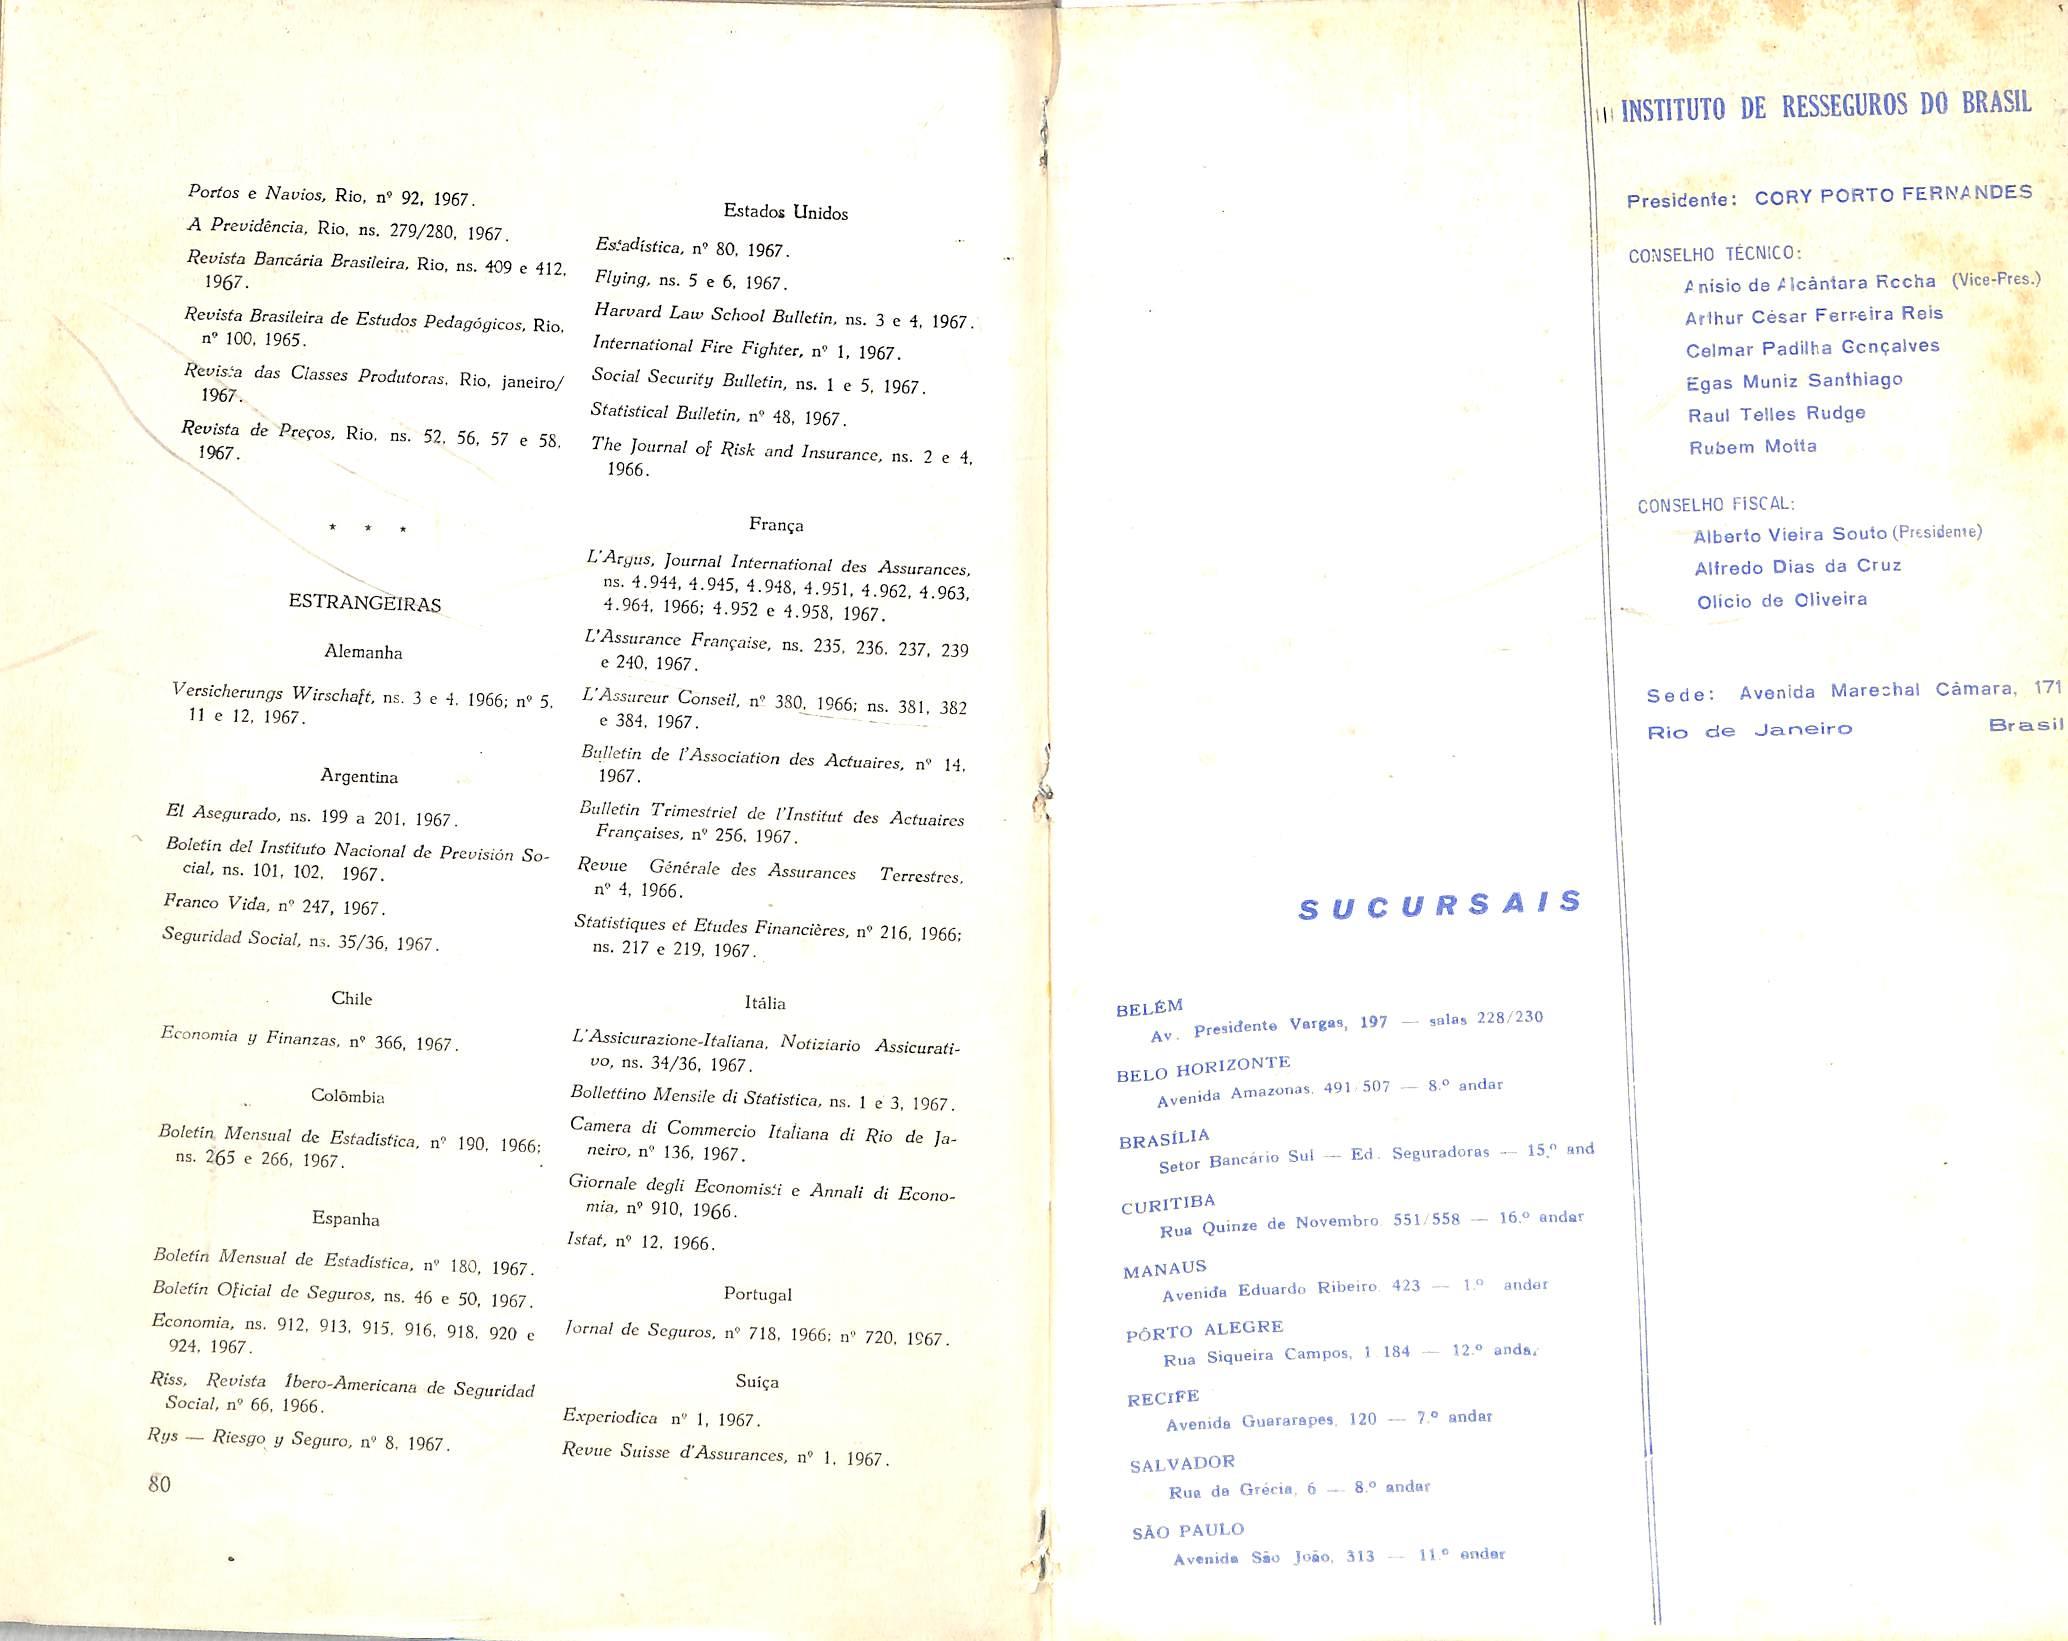 Portos e Navios, Rio, nº 92, 1967.
A Previdência, Rio, ns. 279/280, 1967.
Revista Bancária Brasileira, Rio, ns. 409 e 412,
1967.
Revista Brasileira de Estudos Pedagógicos, Rio,
nº 100, 1965.
Revista das Classes Produtoras, Rio, janeiro/
1967.
Revista de Preços, Rio, ns. 52, 56, 57 e 58,
1967.
* * *
ESTRANGEIRAS
Alemanha
Versicherungs Wirschaft, ns. 3 e 4, 1966; nº 5,
11 e 12, 1967.
Argentina
El Asegurado, ns. 199 a 201, 1967.
Boletin del Instituto Nacional de Previsión So-
cial, ns. 101, 102, 1967.
Franco Vida, nº 247, 1967.
Seguridad Social, ns. 35/36, 1967.
Chile
Economia y Finanzas, nº 366, 1967.
Colômbia
Boletín Mensual de Estadistica, nº 190, 1966;
ns. 265 e 266, 1967.
Espanha
Boletín Mensual de Estadística, nº 180, 1967.
Boletín Oficial de Seguros, ns. 46 e 50, 1967.
Economia, ns. 912, 913, 915, 916, 918, 920 e
924, 1967.
Riss, Revista Íbero-Americana de Seguridad
Social, nº 66, 1966.
Rys — Riesgo y Seguro, nº 8, 1967.
80
Estados Unidos
Estadística, nº 80, 1967.
Flying, ns. 5 e 6, 1967.
Harvard Law School Bulletin, ns. 3 e 4, 1967.
International Fire Fighter, nº 1, 1967.
Social Security Bulletin, ns. 1 e 5, 1967.
Statistical Bulletin, nº 48, 1967.
The Journal of Risk and Insurance, ns. 2 e 4,
1966.
França
L'Argus, Journal International des Assurances,
ns. 4.944, 4.945, 4.948, 4.951, 4.962, 4.963,
4.964, 1966; 4.952 e 4.958, 1967.
L'Assurance Française, ns. 235, 236, 237, 239
e 240, 1967.
L'Assureur Conseil, nº 380, 1966; ns. 381, 382
e 384, 1967.
Bulletin de l'Association des Actuaires, nº 14,
1967.
Bulletin Trimestriel de l'Institut des Actuaires
Françaises, nº 256, 1967.
Revue Générale des Assurances Terrestres,
nº 4, 1966.
Statistiques et Etudes Financières, nº 216, 1966;
ns. 217 e 219, 1967.
Itália
L'Assicurazione-Italiana, Notiziario Assicurati-
vo, ns. 34/36, 1967.
Bollettino Mensile di Statistica, ns. 1 e 3, 1967.
Camera di Commercio Italiana di Rio de Ja-
neiro, nº 136, 1967.
Giornale degli Economisti e Annali di Econo-
mia, nº 910, 1966.
Istat, nº 12, 1966.
Portugal
Jornal de Seguros, nº 718, 1966; nº 720, 1967.
Suíça
Experiodica nº 1, 1967.
Revue Suisse d'Assurances, nº 1, 1967.
SUCURSAIS
BELÉM
Av. Presidente Vargas, 197 — salas 228/230
BELO HORIZONTE
Avenida Amazonas, 491/507 — 8.º andar
BRASÍLIA
Setor Bancário Sul — Ed. Seguradoras — 15.º and
CURITIBA
Rua Quinze de Novembro, 551/558 — 16.º andar
MANAUS
Avenida Eduardo Ribeiro, 423 — 1.º andar
PÔRTO ALEGRE
Rua Siqueira Campos, 1.184 — 12.º andar
RECIFE
Avenida Guararapes, 120 — 7.º andar
SALVADOR
Rua da Grécia, 6 — 8.º andar
SÃO PAULO
Avenida São João, 313 — 11.º andar
INSTITUTO DE RESSEGUROS DO BRASIL
Presidente: CORY PORTO FERNANDES
CONSELHO TÉCNICO:
Anísio de Alcântara Rocha (Vice-Pres.)
Arthur César Ferreira Reis
Celmar Padilha Gonçalves
Egas Muniz Santhiago
Raul Telles Rudge
Rubem Motta
CONSELHO FISCAL:
Alberto Vieira Souto (Presidente)
Alfredo Dias da Cruz
Olício de Oliveira
Sede: Avenida Marechal Câmara, 171
Rio de Janeiro Brasil